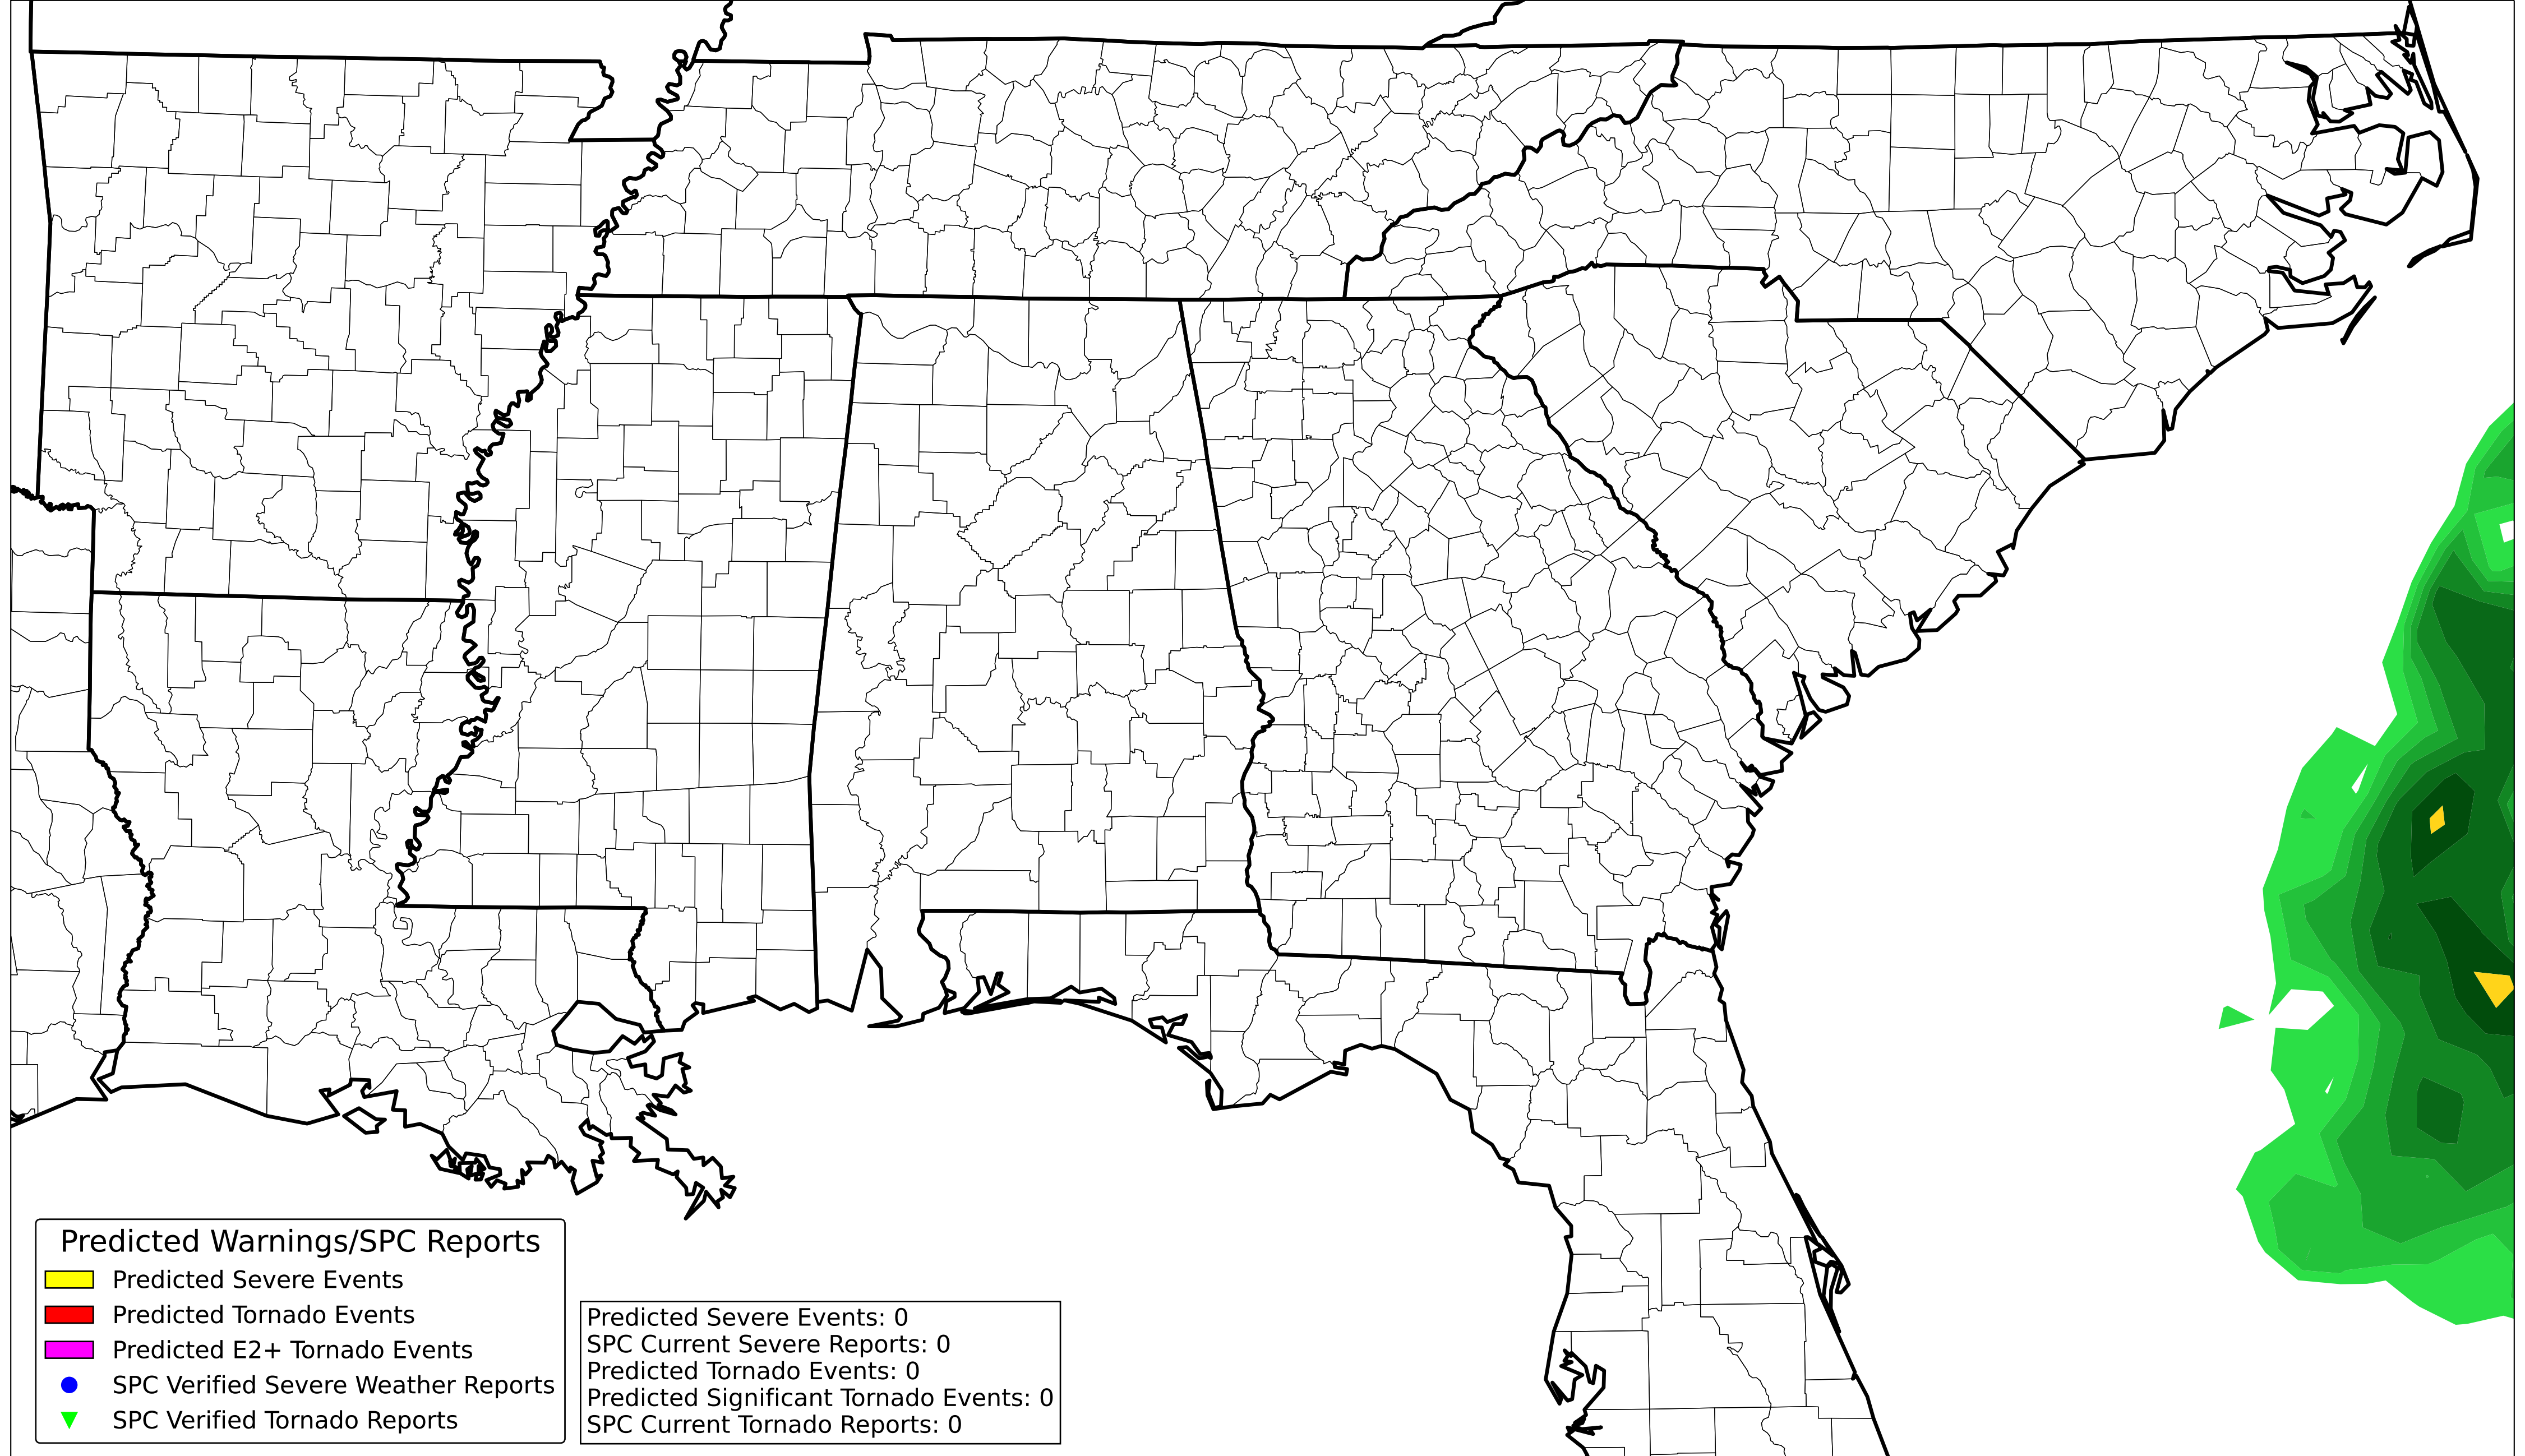 Predicted Warnings/SPC Reports
Predicted Severe Events
Predicted Tornado Events
Predicted E2+ Tornado Events
SPC Verified Severe Weather Reports
SPC Verified Tornado Reports
Predicted Severe Events: 0
SPC Current Severe Reports: 0
Predicted Tornado Events: 0
Predicted Significant Tornado Events: 0
SPC Current Tornado Reports: 0